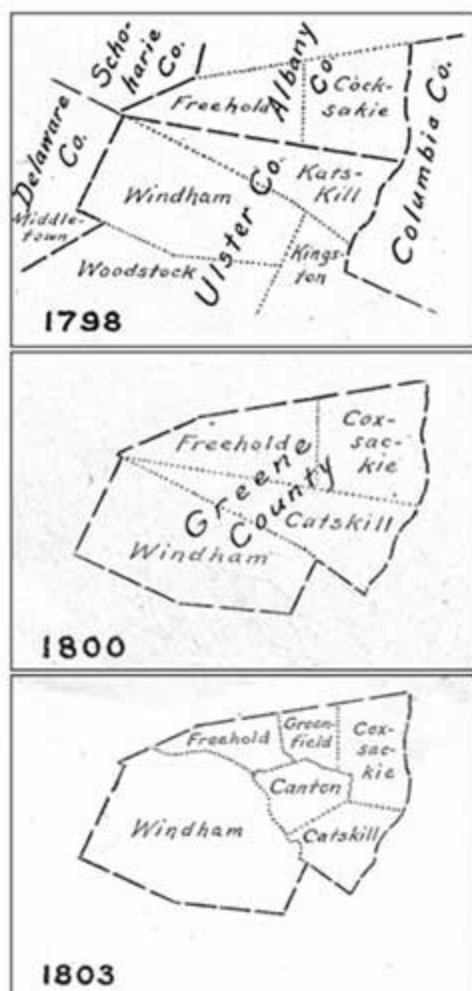 Scho-
harie
Co.
Albany
Co.
Freehold
Cock-
sakie
Delaware
Co.
Columbia Co.
Kats-
Kill
Windham
Ulster Co.
Middle-
town
Woodstock
Kings-
ton
1798
Freehold
Cox-
sac-
kie
Greene
County
Catskill
Windham
1800
Freehold
Green-
field
Cox-
sac-
kie
Canton
Windham
Catskill
1803